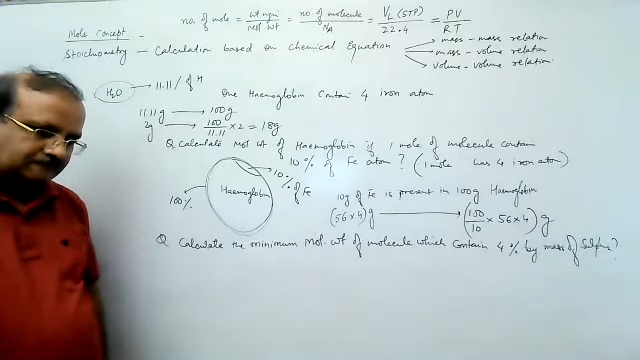 Mole Concept -
no. of mole = wt in gm / mol wt = no. of molecule / NA = VL (STP) / 22.4 = PV / RT
Stoichiometry - Calculation based on Chemical Equation
mass - mass relation
mass - volume relation
volume - volume relation
H2O → 11.11 % of H
One Haemoglobin Contain 4 iron atom
11.11 g → 100 g
2g → 100 / 11.11 × 2 = 18 g
Q Calculate Mol wt of Haemoglobin if 1 mole of molecule contain
10 % of Fe atom ? (1 mole has 4 iron atom)
Haemoglobin
10 % of Fe
100 %
10g of Fe is present in 100g Haemoglobin
(56×4) g → (100 / 10 × 56 × 4) g
Q Calculate the minimum Mol. wt of molecule which contain 4 % by mass of Sulphur ?